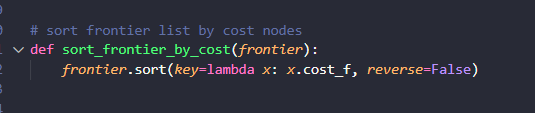 # sort frontier list by cost nodes
def sort_frontier_by_cost(frontier):
frontier.sort(key=lambda x: x.cost_f, reverse=False)